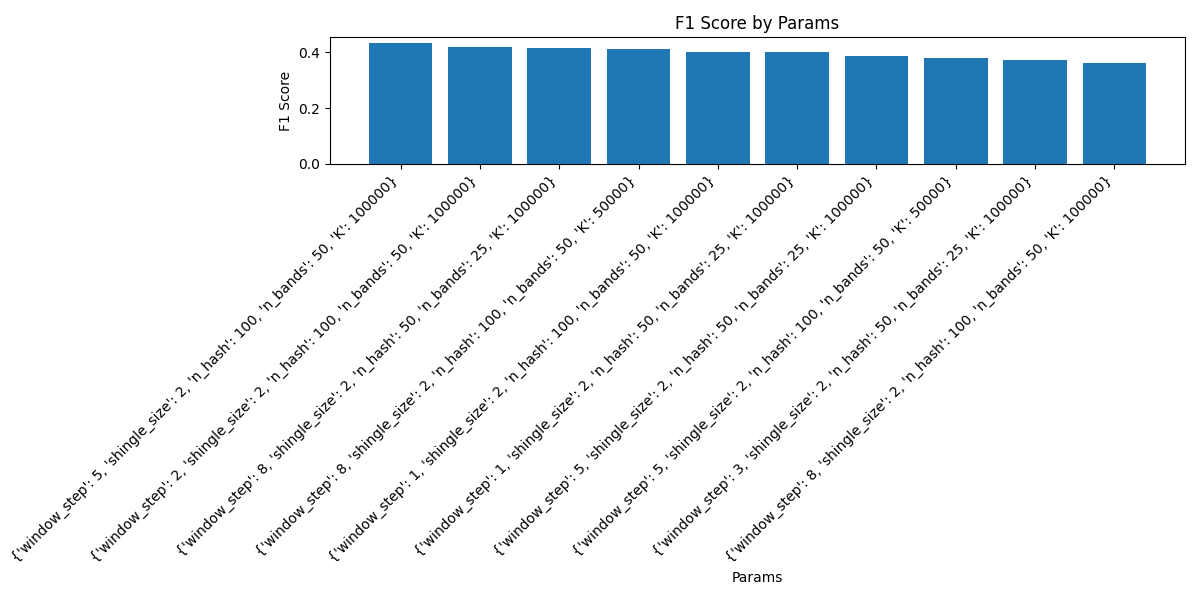 F1 Score by Params
F1 Score
0.4
0.2
0.0
{'window_step': 5, 'shingle_size': 2, 'n_hash': 100, 'n_bands': 50, 'K': 100000}
{'window_step': 2, 'shingle_size': 2, 'n_hash': 100, 'n_bands': 50, 'K': 100000}
{'window_step': 8, 'shingle_size': 2, 'n_hash': 50, 'n_bands': 25, 'K': 100000}
{'window_step': 8, 'shingle_size': 2, 'n_hash': 100, 'n_bands': 50, 'K': 50000}
{'window_step': 1, 'shingle_size': 2, 'n_hash': 100, 'n_bands': 50, 'K': 100000}
{'window_step': 1, 'shingle_size': 2, 'n_hash': 50, 'n_bands': 25, 'K': 100000}
{'window_step': 5, 'shingle_size': 2, 'n_hash': 50, 'n_bands': 25, 'K': 100000}
{'window_step': 5, 'shingle_size': 2, 'n_hash': 100, 'n_bands': 50, 'K': 50000}
{'window_step': 3, 'shingle_size': 2, 'n_hash': 50, 'n_bands': 25, 'K': 100000}
{'window_step': 8, 'shingle_size': 2, 'n_hash': 100, 'n_bands': 50, 'K': 100000}
Params